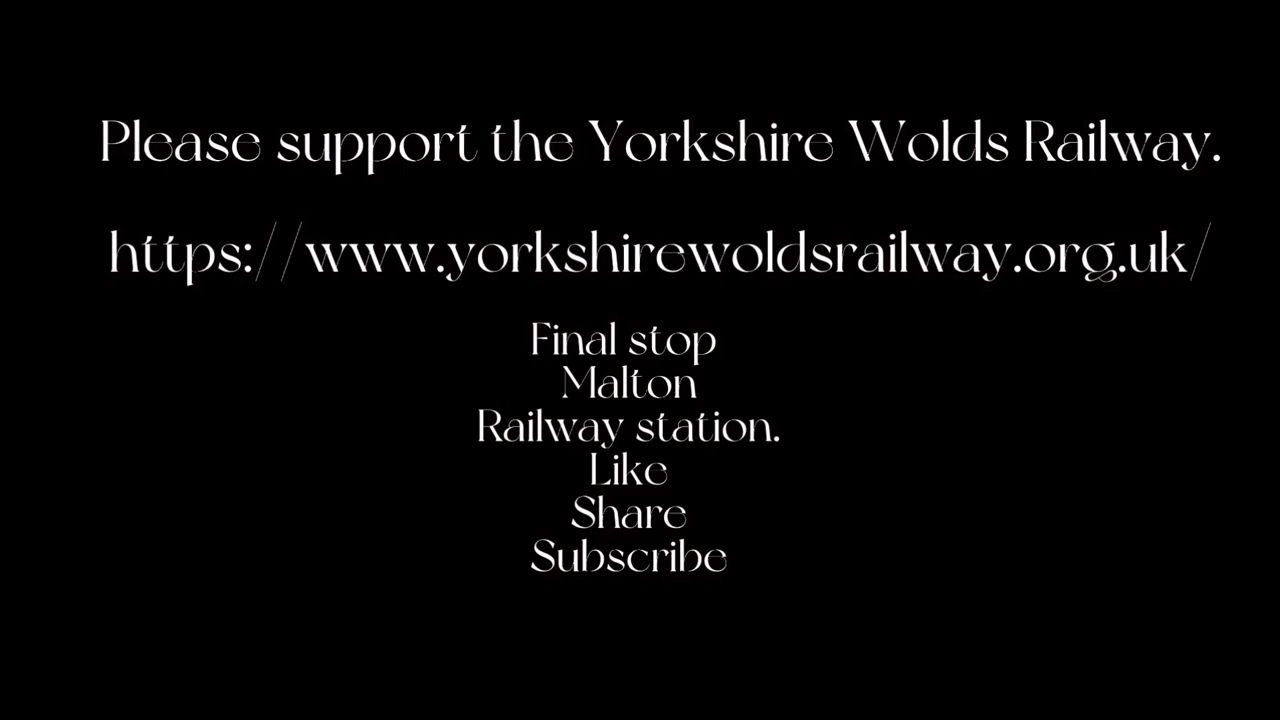 Please support the Yorkshire Wolds Railway.
https://www.yorkshirewoldsrailway.org.uk/
Final stop
Malton
Railway station.
Like
Share
Subscribe